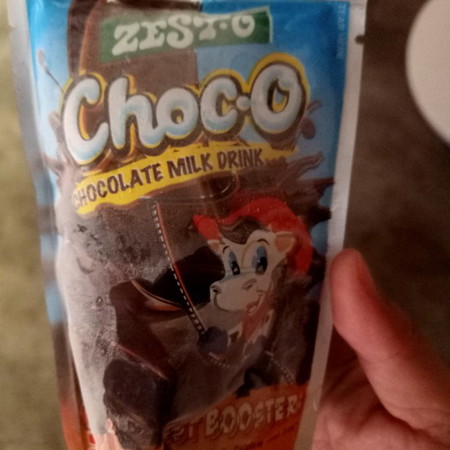 ZEST·O
Choc·O
CHOCOLATE MILK DRINK
BOOSTER